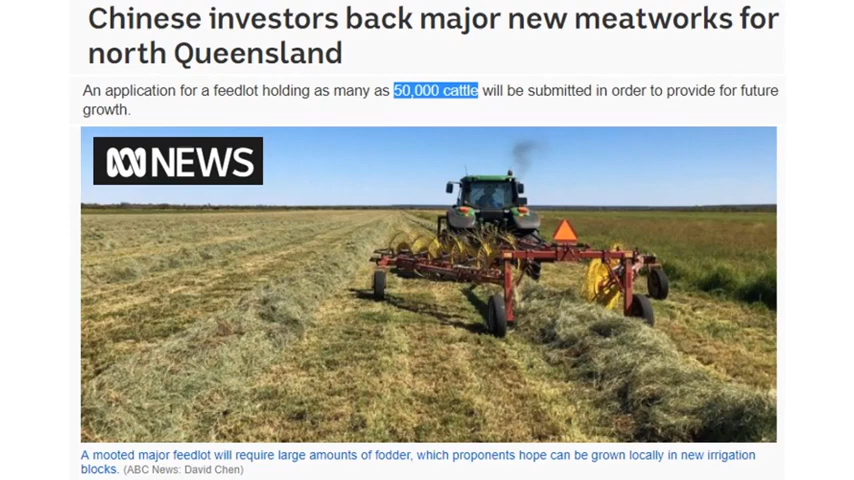 Chinese investors back major new meatworks for
north Queensland
An application for a feedlot holding as many as 50,000 cattle will be submitted in order to provide for future
growth.
NEWS
A mooted major feedlot will require large amounts of fodder, which proponents hope can be grown locally in new irrigation
blocks. (ABC News: David Chen)